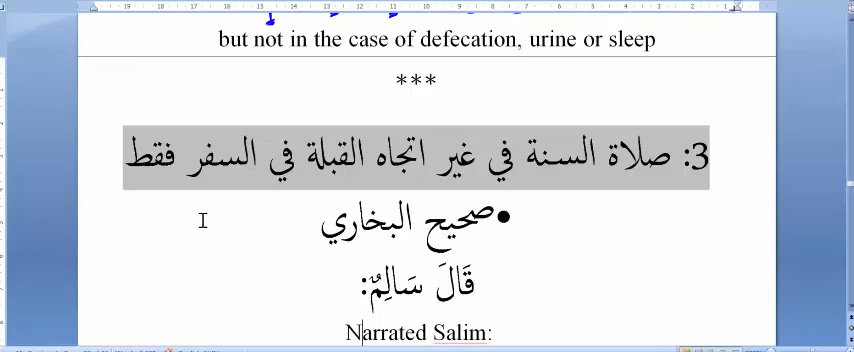 but not in the case of defecation, urine or sleep
***
3: صلاة السنة في غير اتجاه القبلة في السفر فقط
•صحيح البخاري
قَالَ سَالِمٌ:
Narrated Salim: